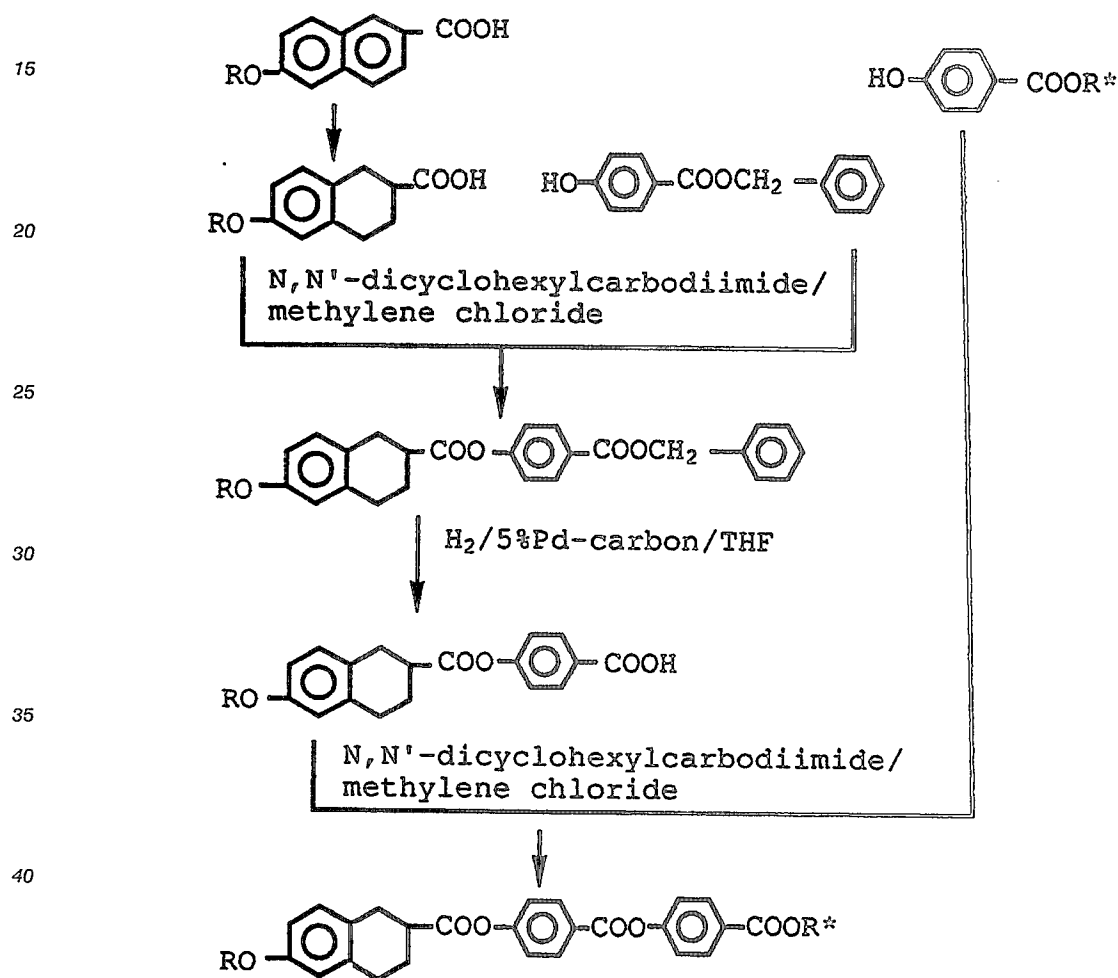 COOH
15
RO
HO
COOR*
COOH
HO
COOCH2
RO
20
N,N'-dicyclohexylcarbodiimide/
methylene chloride
25
COO
COOCH2
RO
H2/5%Pd-carbon/THF
30
COO
COOH
RO
35
N,N'-dicyclohexylcarbodiimide/
methylene chloride
40
COO
COO
COOR*
RO